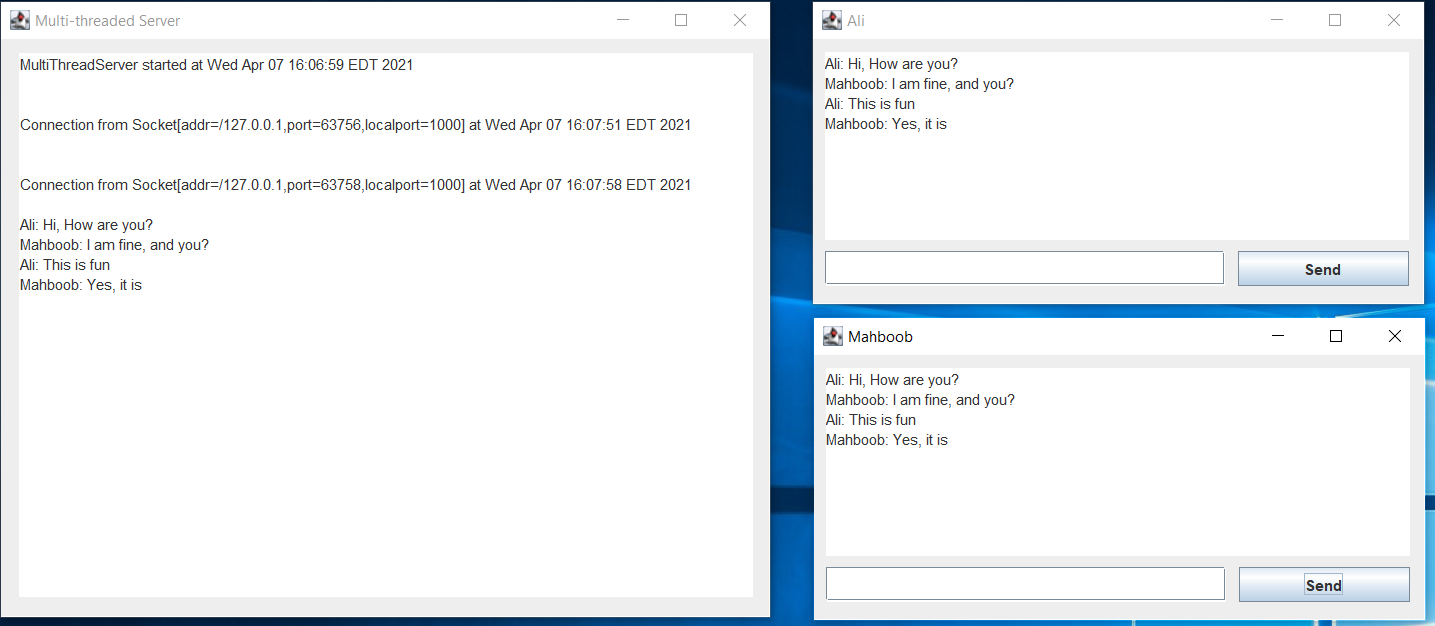 Multi-threaded Server
MultiThreadServer started at Wed Apr 07 16:06:59 EDT 2021
Connection from Socket[addr=/127.0.0.1,port=63756,localport=1000] at Wed Apr 07 16:07:51 EDT 2021
Connection from Socket[addr=/127.0.0.1,port=63758,localport=1000] at Wed Apr 07 16:07:58 EDT 2021
Ali: Hi, How are you?
Mahboob: I am fine, and you?
Ali: This is fun
Mahboob: Yes, it is
Ali
Ali: Hi, How are you?
Mahboob: I am fine, and you?
Ali: This is fun
Mahboob: Yes, it is
Send
Mahboob
Ali: Hi, How are you?
Mahboob: I am fine, and you?
Ali: This is fun
Mahboob: Yes, it is
Send